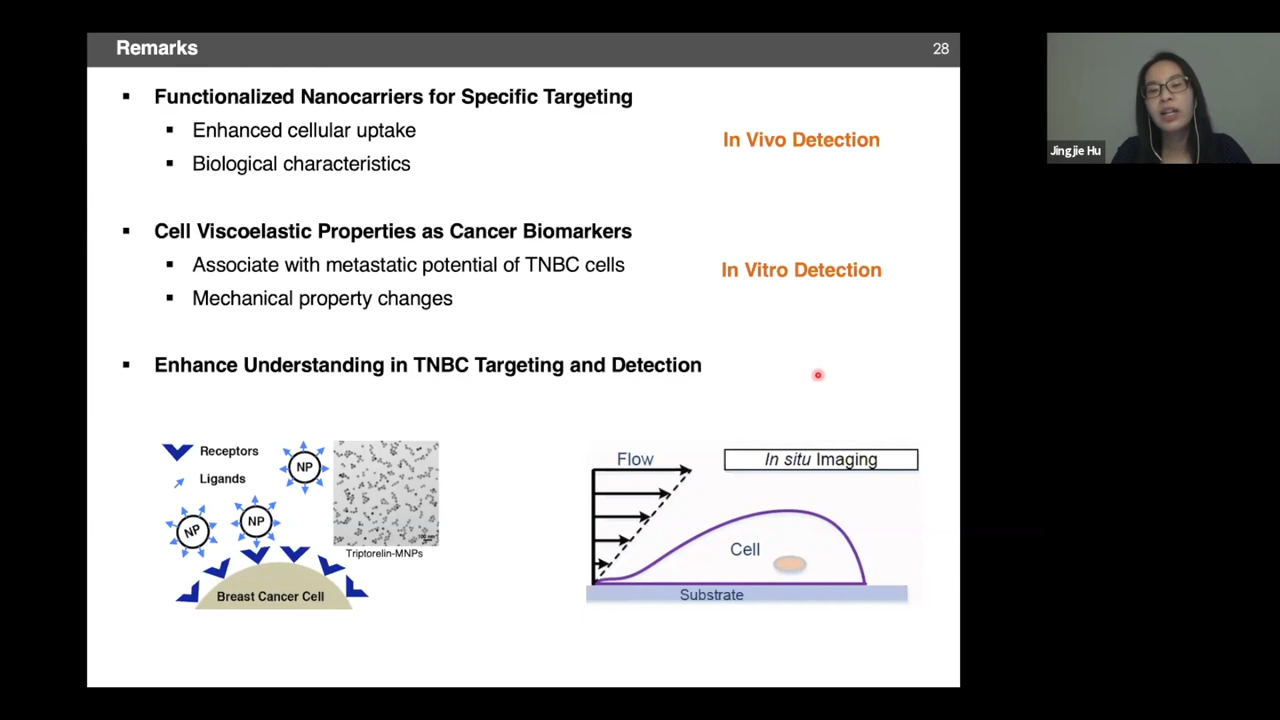 Remarks
28
Functionalized Nanocarriers for Specific Targeting
Enhanced cellular uptake
Biological characteristics
In Vivo Detection
Cell Viscoelastic Properties as Cancer Biomarkers
Associate with metastatic potential of TNBC cells
Mechanical property changes
In Vitro Detection
Enhance Understanding in TNBC Targeting and Detection
Receptors
Ligands
NP
NP
NP
100 nm
Triptorelin-MNPs
Breast Cancer Cell
Flow
In situ Imaging
Cell
Substrate
Jingjie Hu